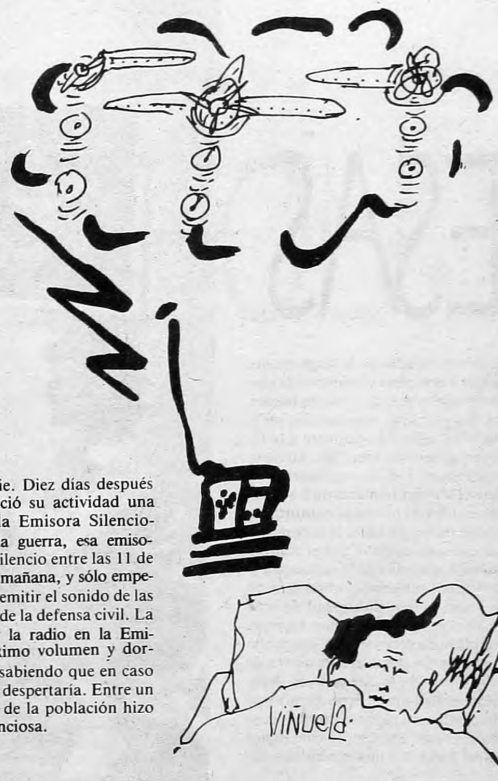 ie. Diez días después
ció su actividad una
la Emisora Silencio-
a guerra, esa emiso-
ilencio entre las 11 de
mañana, y sólo empe-
emitir el sonido de las
de la defensa civil. La
la radio en la Emi-
imo volumen y dor-
sabiendo que en caso
despertaría. Entre un
de la población hizo
nciosa.
Viñuela.